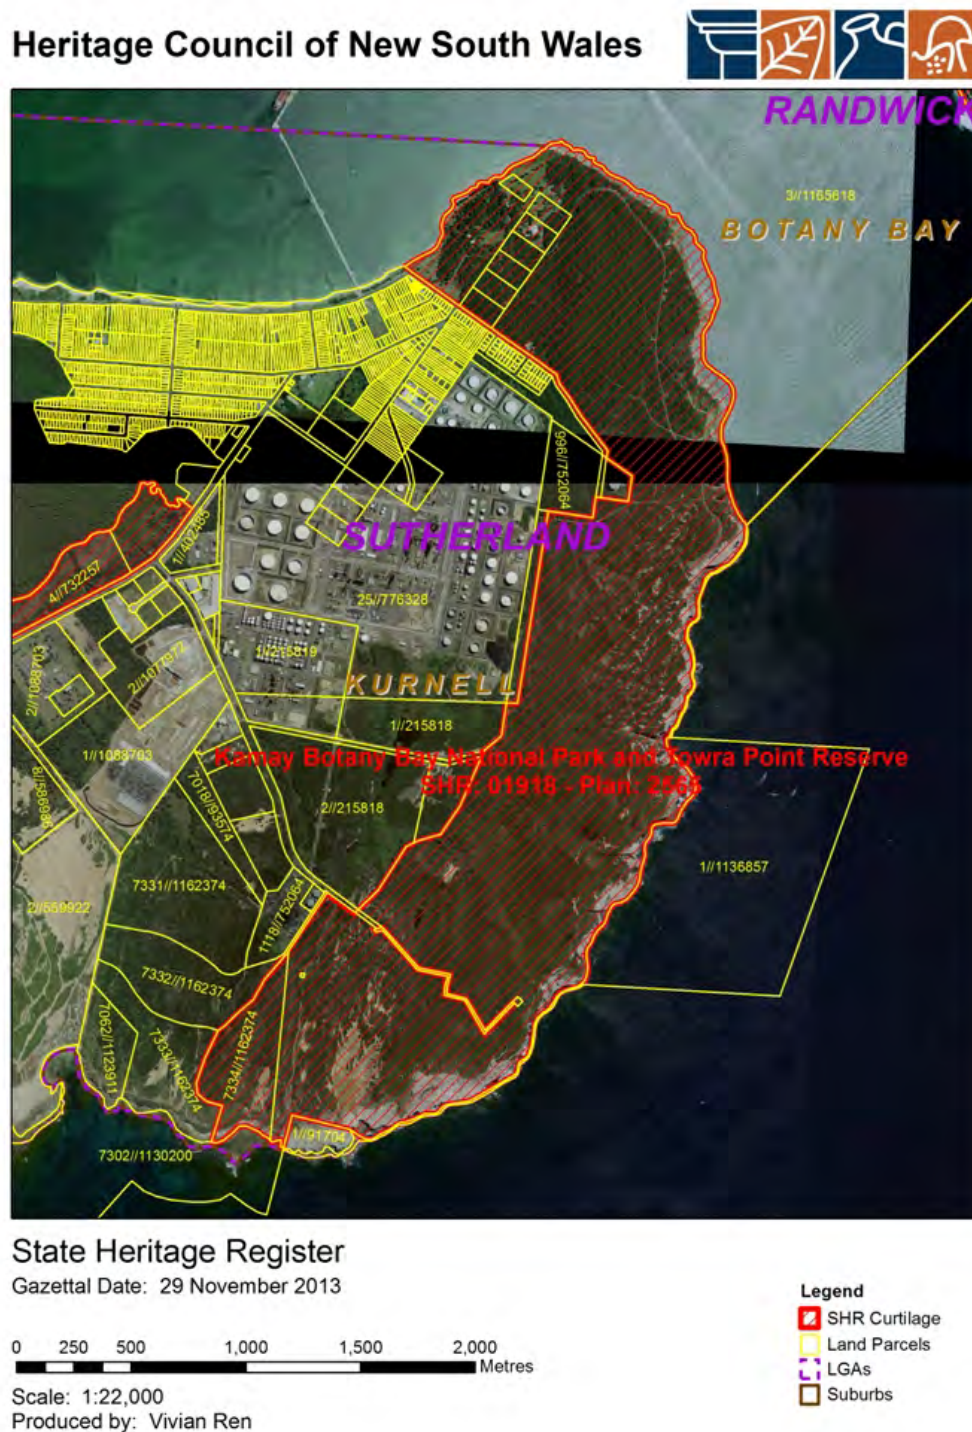 Heritage Council of New South Wales
RANDWICK
3//1165618
BOTANY BAY
996//752064
SUTHERLAND
1//402485
4//732257
25//776328
1//215819
2//1088703
2//1077972
KURNELL
1//215818
1//1088703
Kamay Botany Bay National Park and Towra Point Reserve
SHR: 01918 - Plan: 2566
8//586986
7018//93574
2//215818
1//1136857
7331//1162374
2//559922
1118//752064
7332//1162374
7062//1123911
7333//1162374
7334//1162374
1//91704
7302//1130200
State Heritage Register
Gazettal Date: 29 November 2013
0 250 500 1,000 1,500 2,000
Metres
Scale: 1:22,000
Produced by: Vivian Ren
Legend
SHR Curtilage
Land Parcels
LGAs
Suburbs